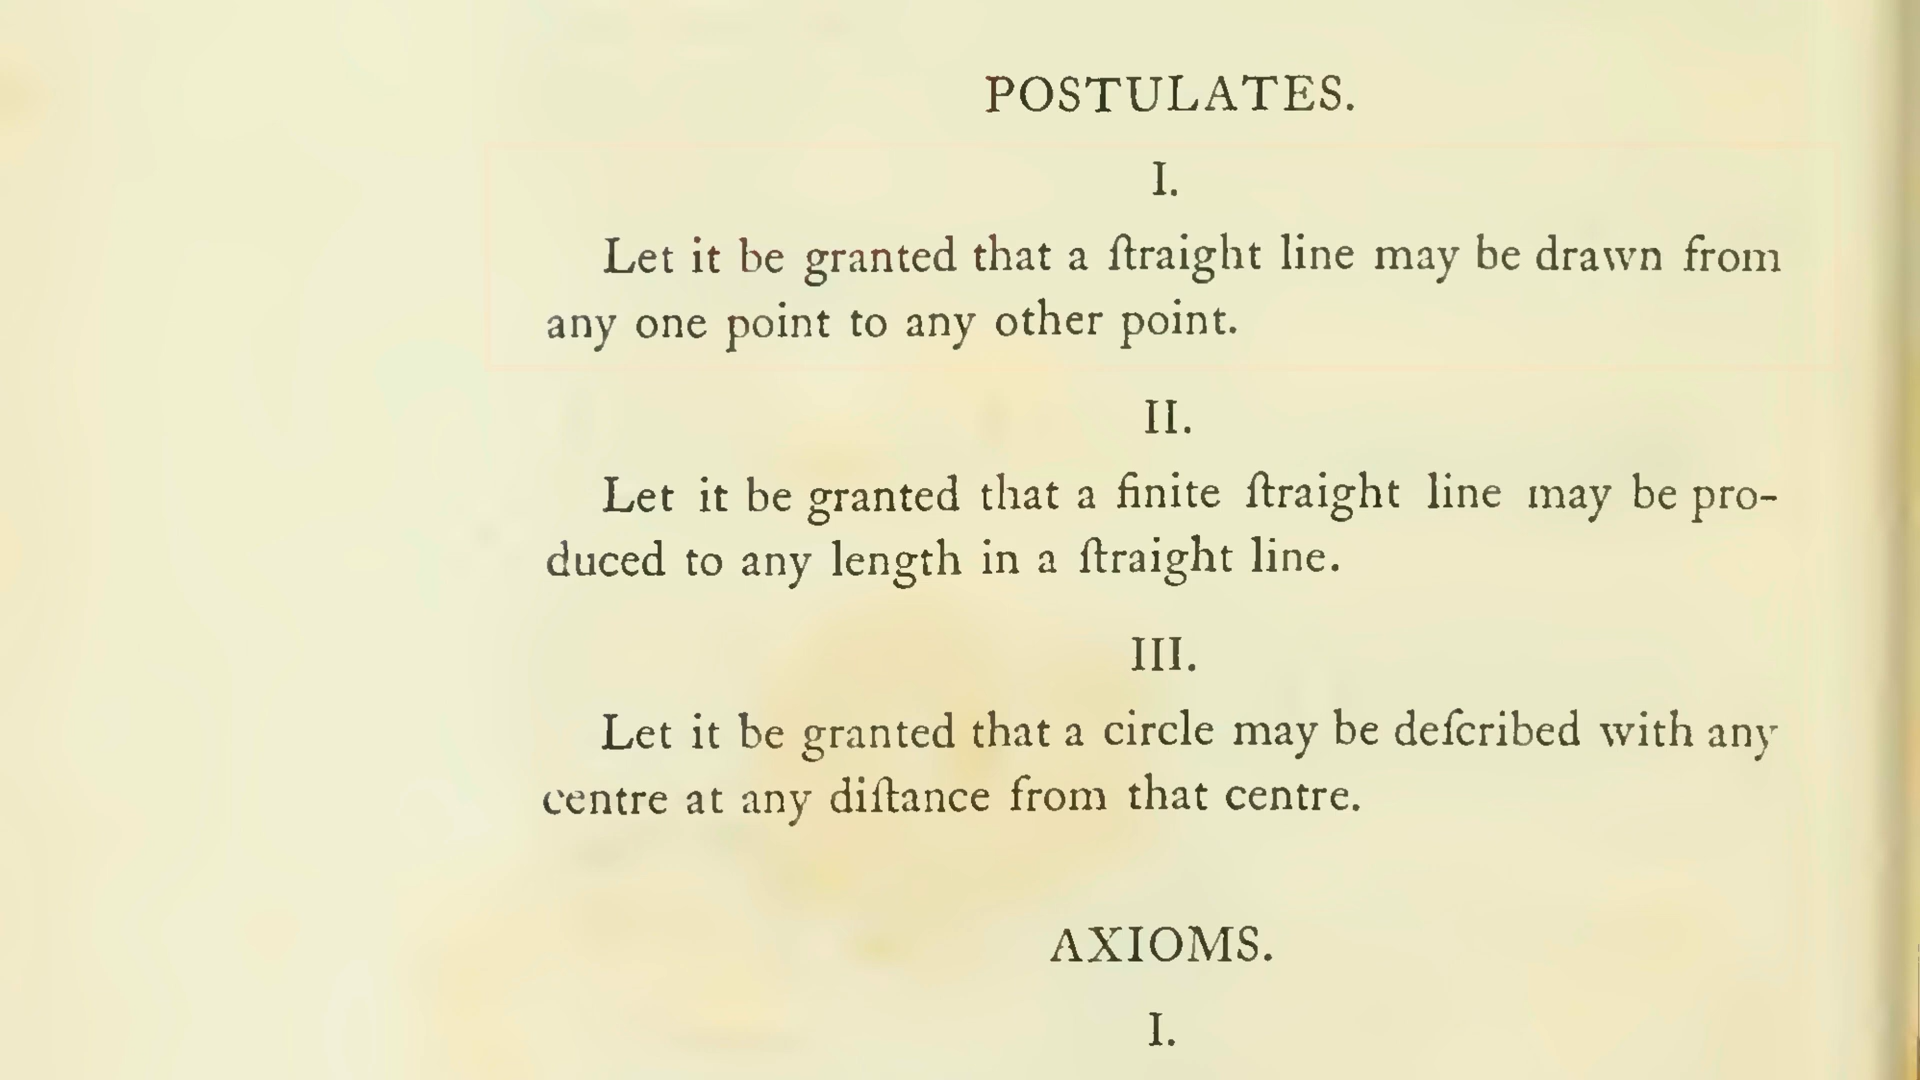 POSTULATES.
I.
Let it be granted that a ſtraight line may be drawn from
any one point to any other point.
II.
Let it be granted that a finite ſtraight line may be pro-
duced to any length in a ſtraight line.
III.
Let it be granted that a circle may be deſcribed with any
centre at any diſtance from that centre.
AXIOMS.
I.